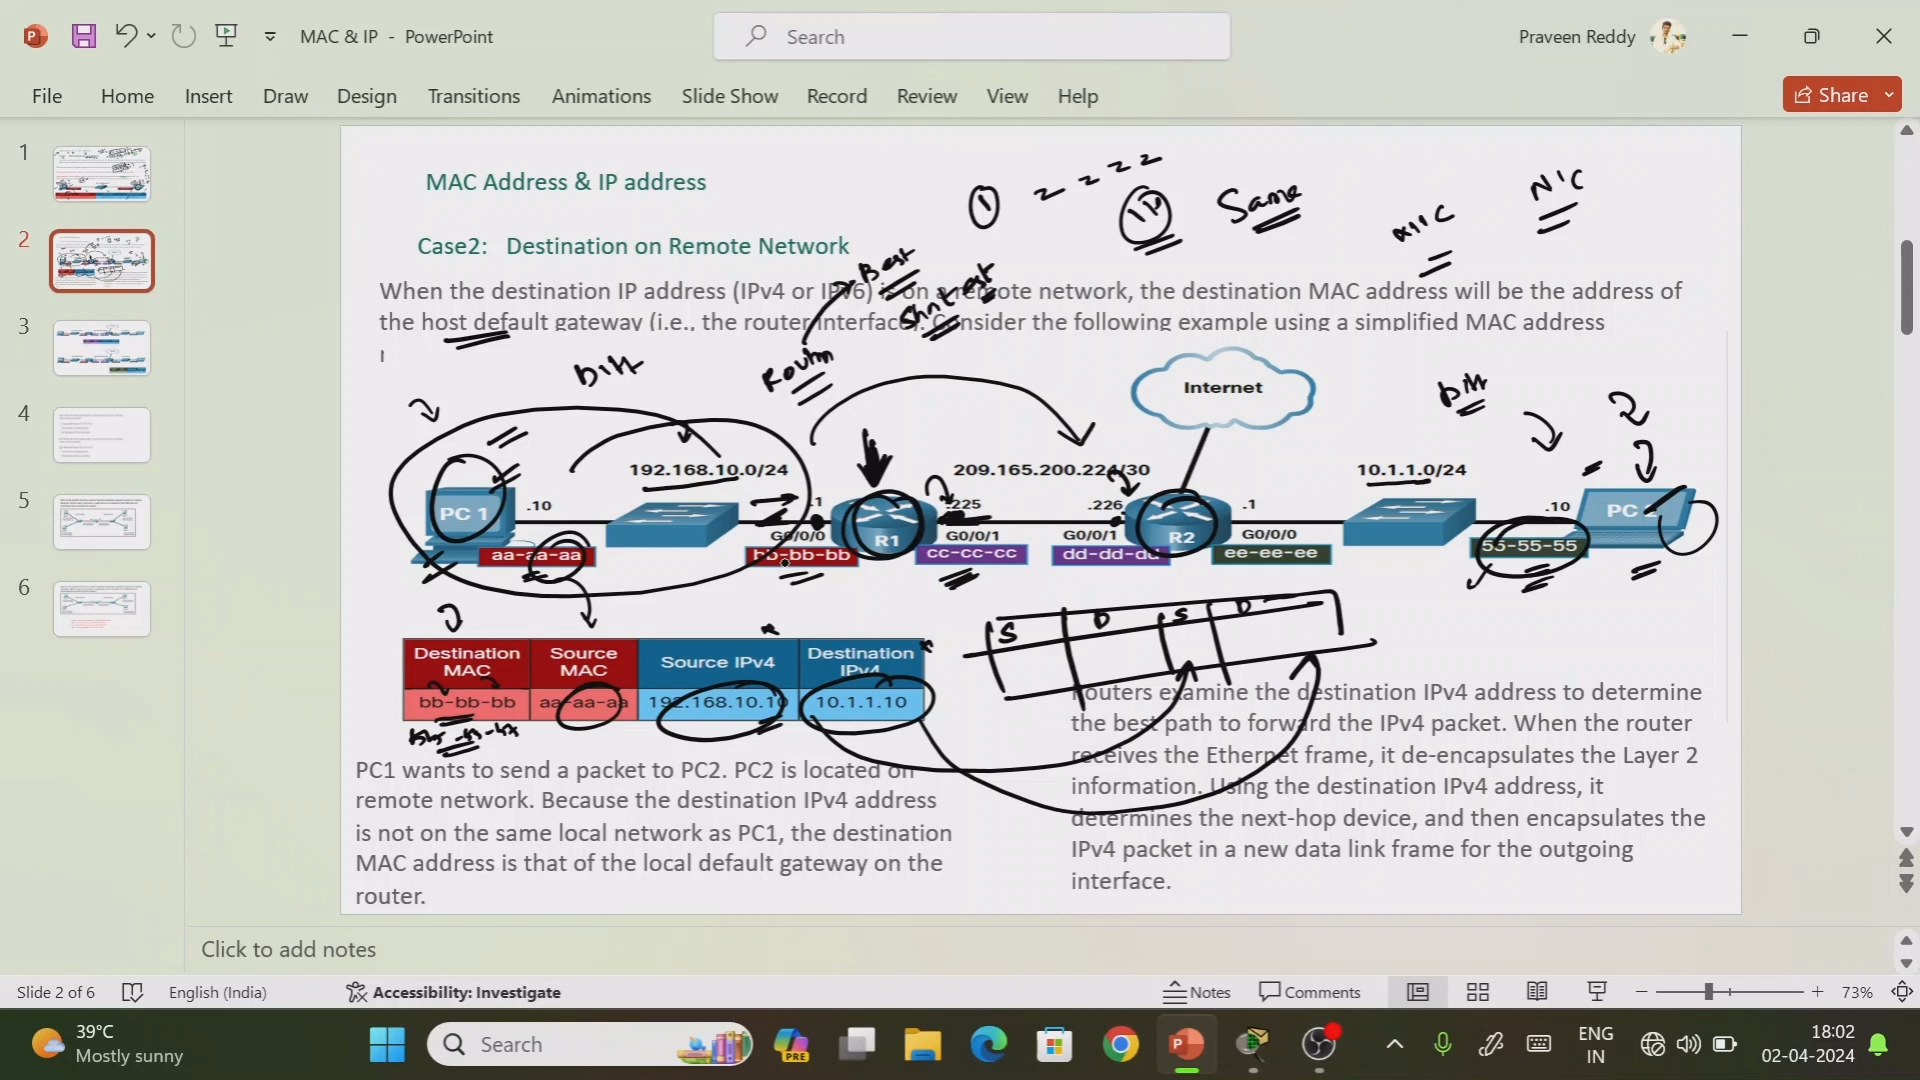 MAC & IP - PowerPoint
Search
Praveen Reddy
File Home Insert Draw Design Transitions Animations Slide Show Record Review View Help
Share
1
2
3
4
5
6
MAC Address & IP address
Case2: Destination on Remote Network
1
IP
Same
NIC
Best
Shortest
When the destination IP address (IPv4 or IPv6) is on a remote network, the destination MAC address will be the address of
the host default gateway (i.e., the router interface). Consider the following example using a simplified MAC address
Diff
Internet
192.168.10.0/24
209.165.200.224/30
10.1.1.0/24
PC 1
.10
.1
R1
.225
.226
R2
.1
.10
PC
G0/0/0
G0/0/1
G0/0/1
G0/0/0
aa-aa-aa
bb-bb-bb
cc-cc-cc
dd-dd-dd
ee-ee-ee
55-55-55
S D S D
Destination MAC
Source MAC
Source IPv4
Destination IPv4
bb-bb-bb
aa-aa-aa
192.168.10.10
10.1.1.10
PC1 wants to send a packet to PC2. PC2 is located on
remote network. Because the destination IPv4 address
is not on the same local network as PC1, the destination
MAC address is that of the local default gateway on the
router.
Routers examine the destination IPv4 address to determine
the best path to forward the IPv4 packet. When the router
receives the Ethernet frame, it de-encapsulates the Layer 2
information. Using the destination IPv4 address, it
determines the next-hop device, and then encapsulates the
IPv4 packet in a new data link frame for the outgoing
interface.
Click to add notes
Slide 2 of 6 English (India) Accessibility: Investigate Notes Comments 73%
39°C
Mostly sunny
Search
PRE
ENG
IN
18:02
02-04-2024